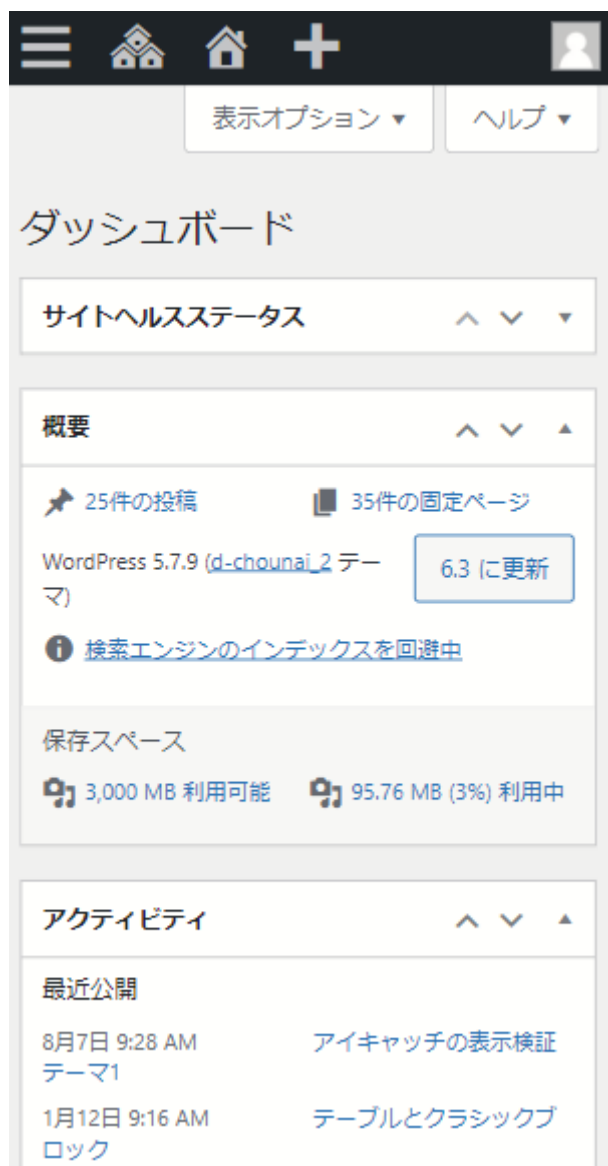 表示オプション ▼
ヘルプ ▼
ダッシュボード
サイトヘルスステータス
概要
25件の投稿
35件の固定ページ
WordPress 5.7.9 (d-chounai_2 テー
マ)
6.3 に更新
検索エンジンのインデックスを回避中
保存スペース
3,000 MB 利用可能
95.76 MB (3%) 利用中
アクティビティ
最近公開
8月7日 9:28 AM
アイキャッチの表示検証
テーマ1
1月12日 9:16 AM
テーブルとクラシックブ
ロック